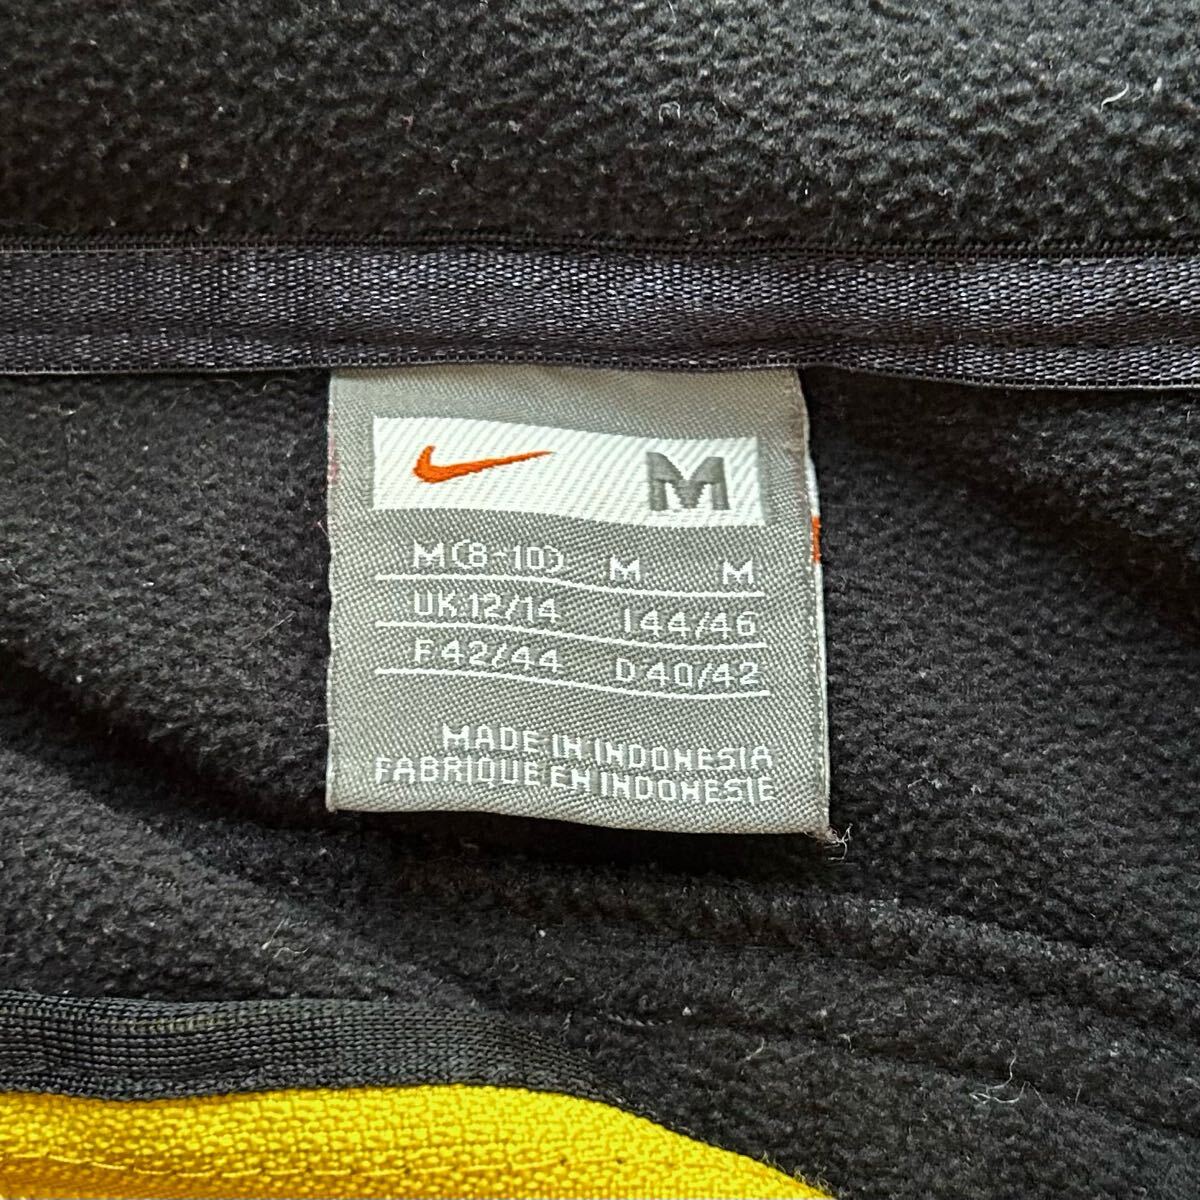 M
M(8-10) M M
UK 12/14 I 44/46
F 42/44 D 40/42
MADE IN INDONESIA
FABRIQUE EN INDONESIE